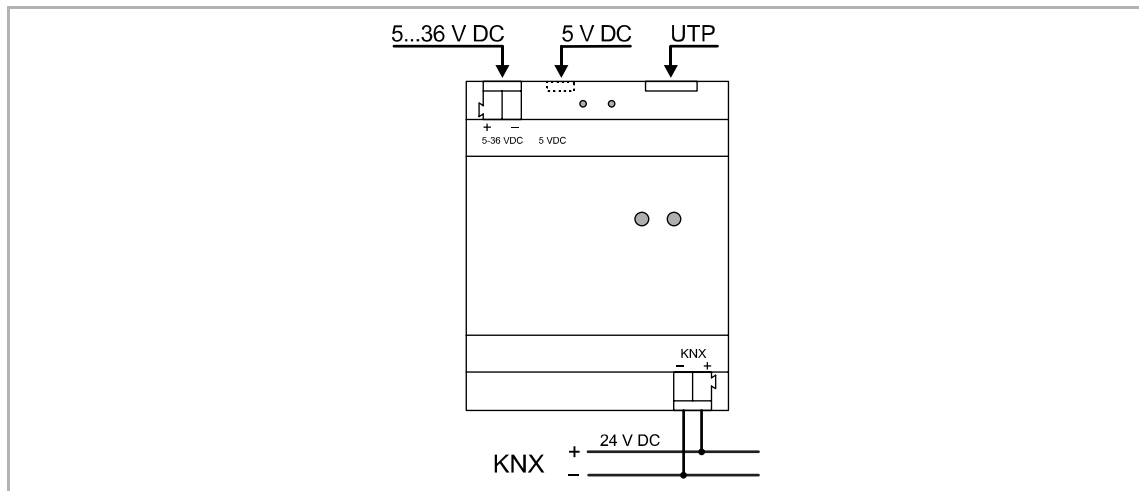 5...36 V DC 5 V DC UTP
+ −
5-36 VDC 5 VDC
KNX
− +
24 V DC
KNX + −